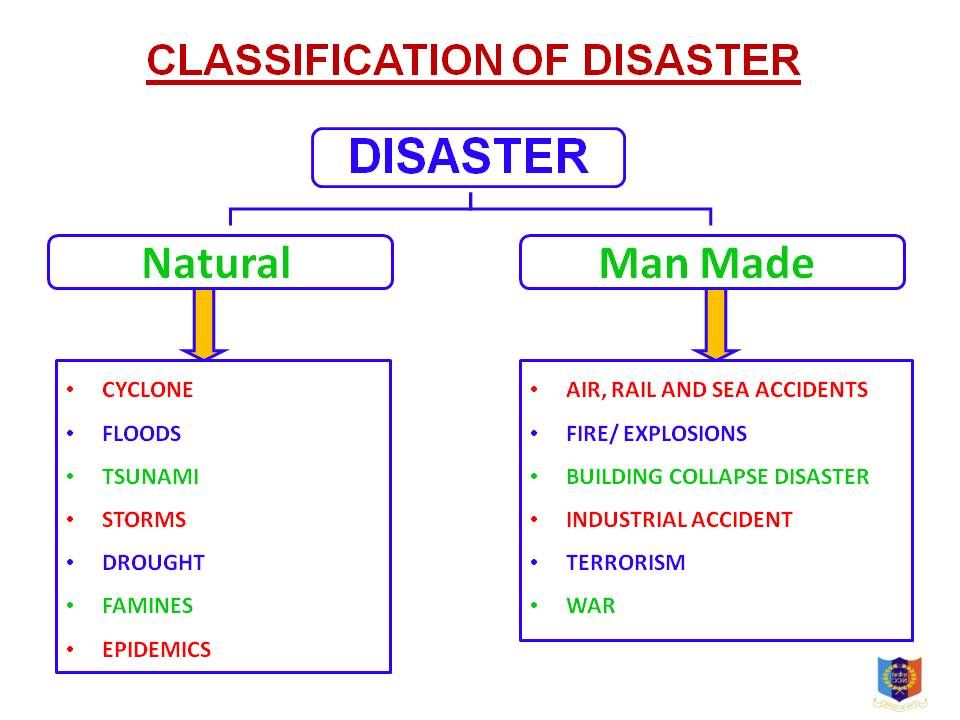 CLASSIFICATION OF DISASTER
DISASTER
Natural
Man Made
• CYCLONE
• FLOODS
• TSUNAMI
• STORMS
• DROUGHT
• FAMINES
• EPIDEMICS
• AIR, RAIL AND SEA ACCIDENTS
• FIRE/ EXPLOSIONS
• BUILDING COLLAPSE DISASTER
• INDUSTRIAL ACCIDENT
• TERRORISM
• WAR